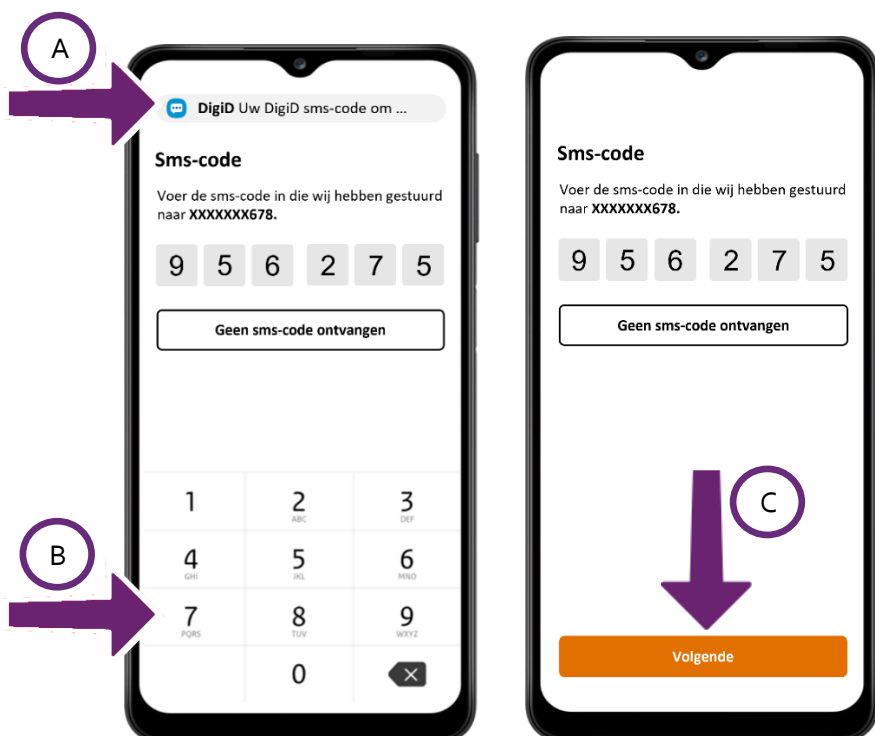 A
DigiD Uw DigiD sms-code om ...
Sms-code
Voer de sms-code in die wij hebben gestuurd
naar XXXXXXX678.
9 5 6 2 7 5
Geen sms-code ontvangen
1 2 ABC 3 DEF
B
4 GHI 5 JKL 6 MNO
7 PQRS 8 TUV 9 WXYZ
0
Sms-code
Voer de sms-code in die wij hebben gestuurd
naar XXXXXXX678.
9 5 6 2 7 5
Geen sms-code ontvangen
C
Volgende